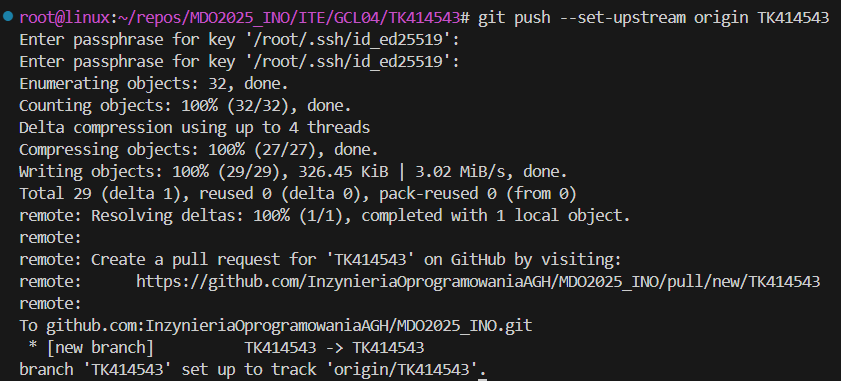 root@linux:~/repos/MDO2025_INO/ITE/GCL04/TK414543# git push --set-upstream origin TK414543
Enter passphrase for key '/root/.ssh/id_ed25519':
Enter passphrase for key '/root/.ssh/id_ed25519':
Enumerating objects: 32, done.
Counting objects: 100% (32/32), done.
Delta compression using up to 4 threads
Compressing objects: 100% (27/27), done.
Writing objects: 100% (29/29), 326.45 KiB | 3.02 MiB/s, done.
Total 29 (delta 1), reused 0 (delta 0), pack-reused 0 (from 0)
remote: Resolving deltas: 100% (1/1), completed with 1 local object.
remote:
remote: Create a pull request for 'TK414543' on GitHub by visiting:
remote:      https://github.com/InzynieriaOprogramowaniaAGH/MDO2025_INO/pull/new/TK414543
remote:
To github.com:InzynieriaOprogramowaniaAGH/MDO2025_INO.git
 * [new branch]          TK414543 -> TK414543
branch 'TK414543' set up to track 'origin/TK414543'.